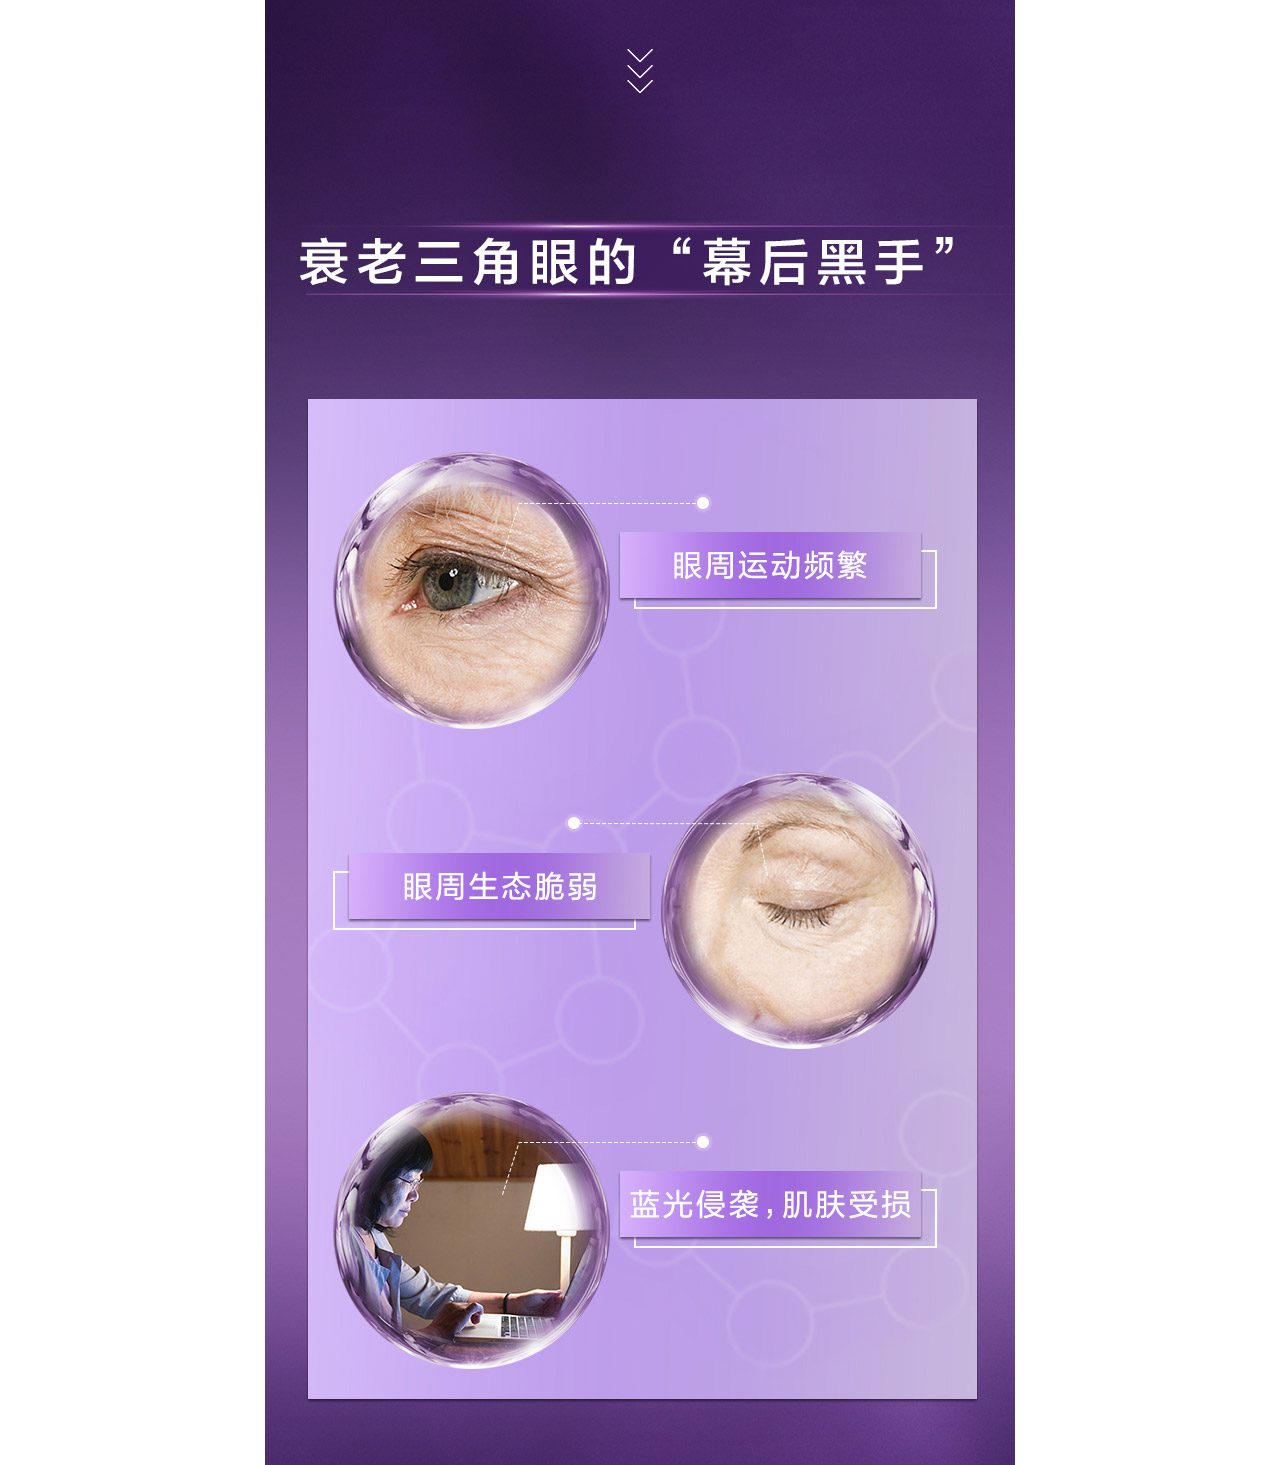 衰老三角眼的“幕后黑手”
眼周运动频繁
眼周生态脆弱
蓝光侵袭，肌肤受损